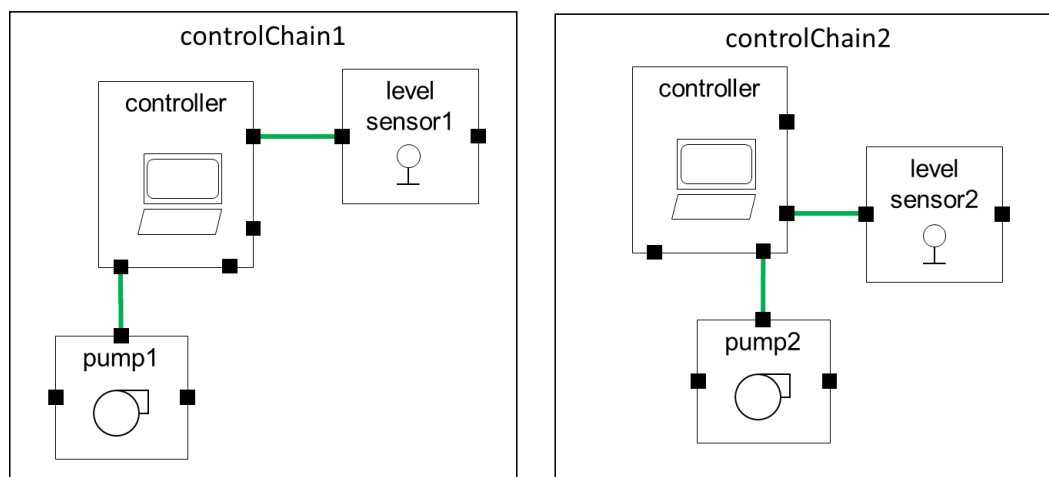 controlChain1
controller
level
sensor1
pump1
controlChain2
controller
level
sensor2
pump2